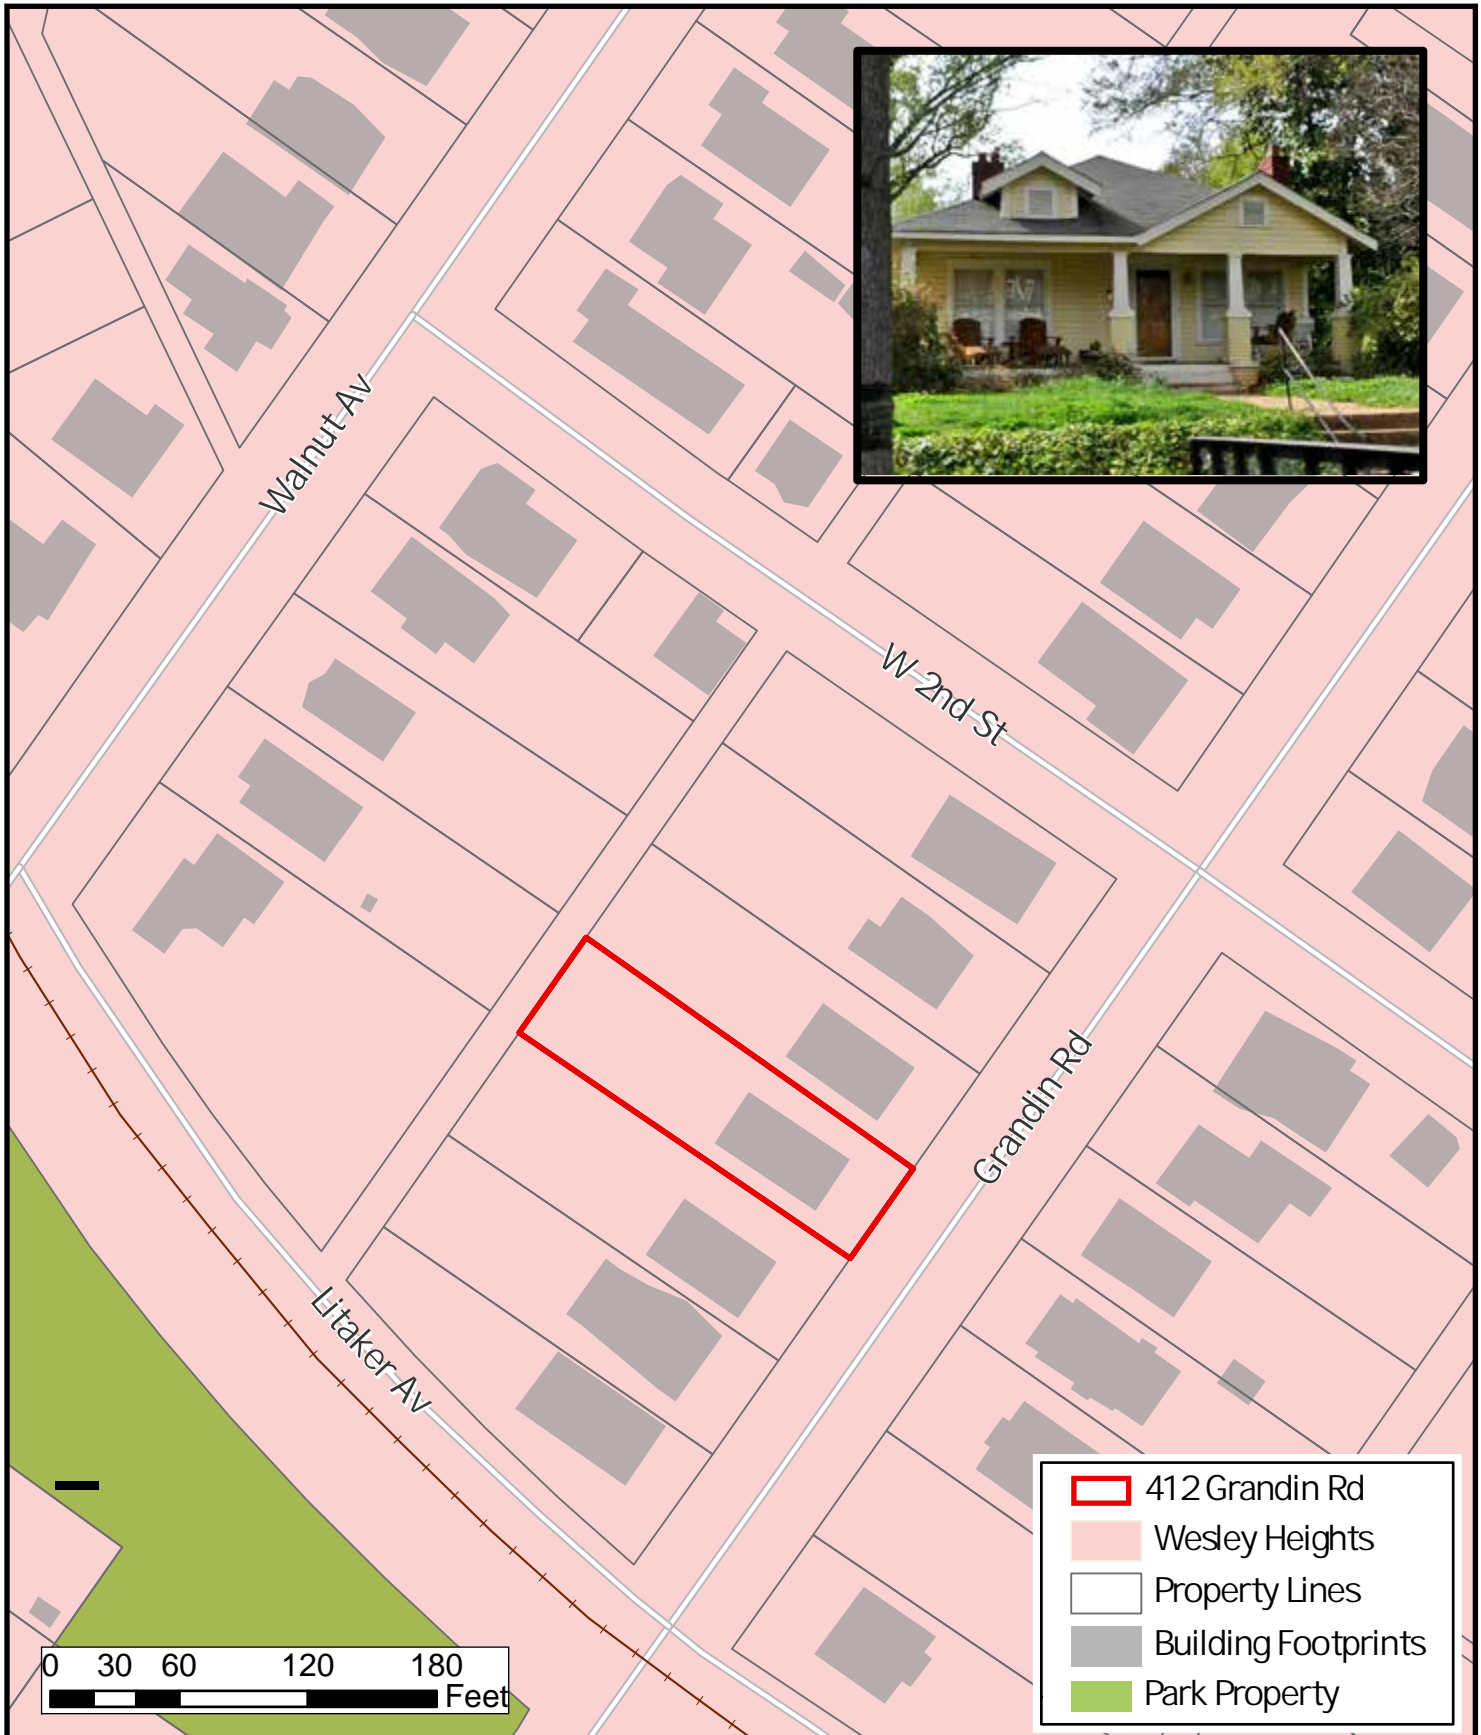 Walnut Av
W 2nd St
Grandin Rd
Litaker Av
412 Grandin Rd
Wesley Heights
Property Lines
Building Footprints
Park Property
0 30 60 120 180
Feet